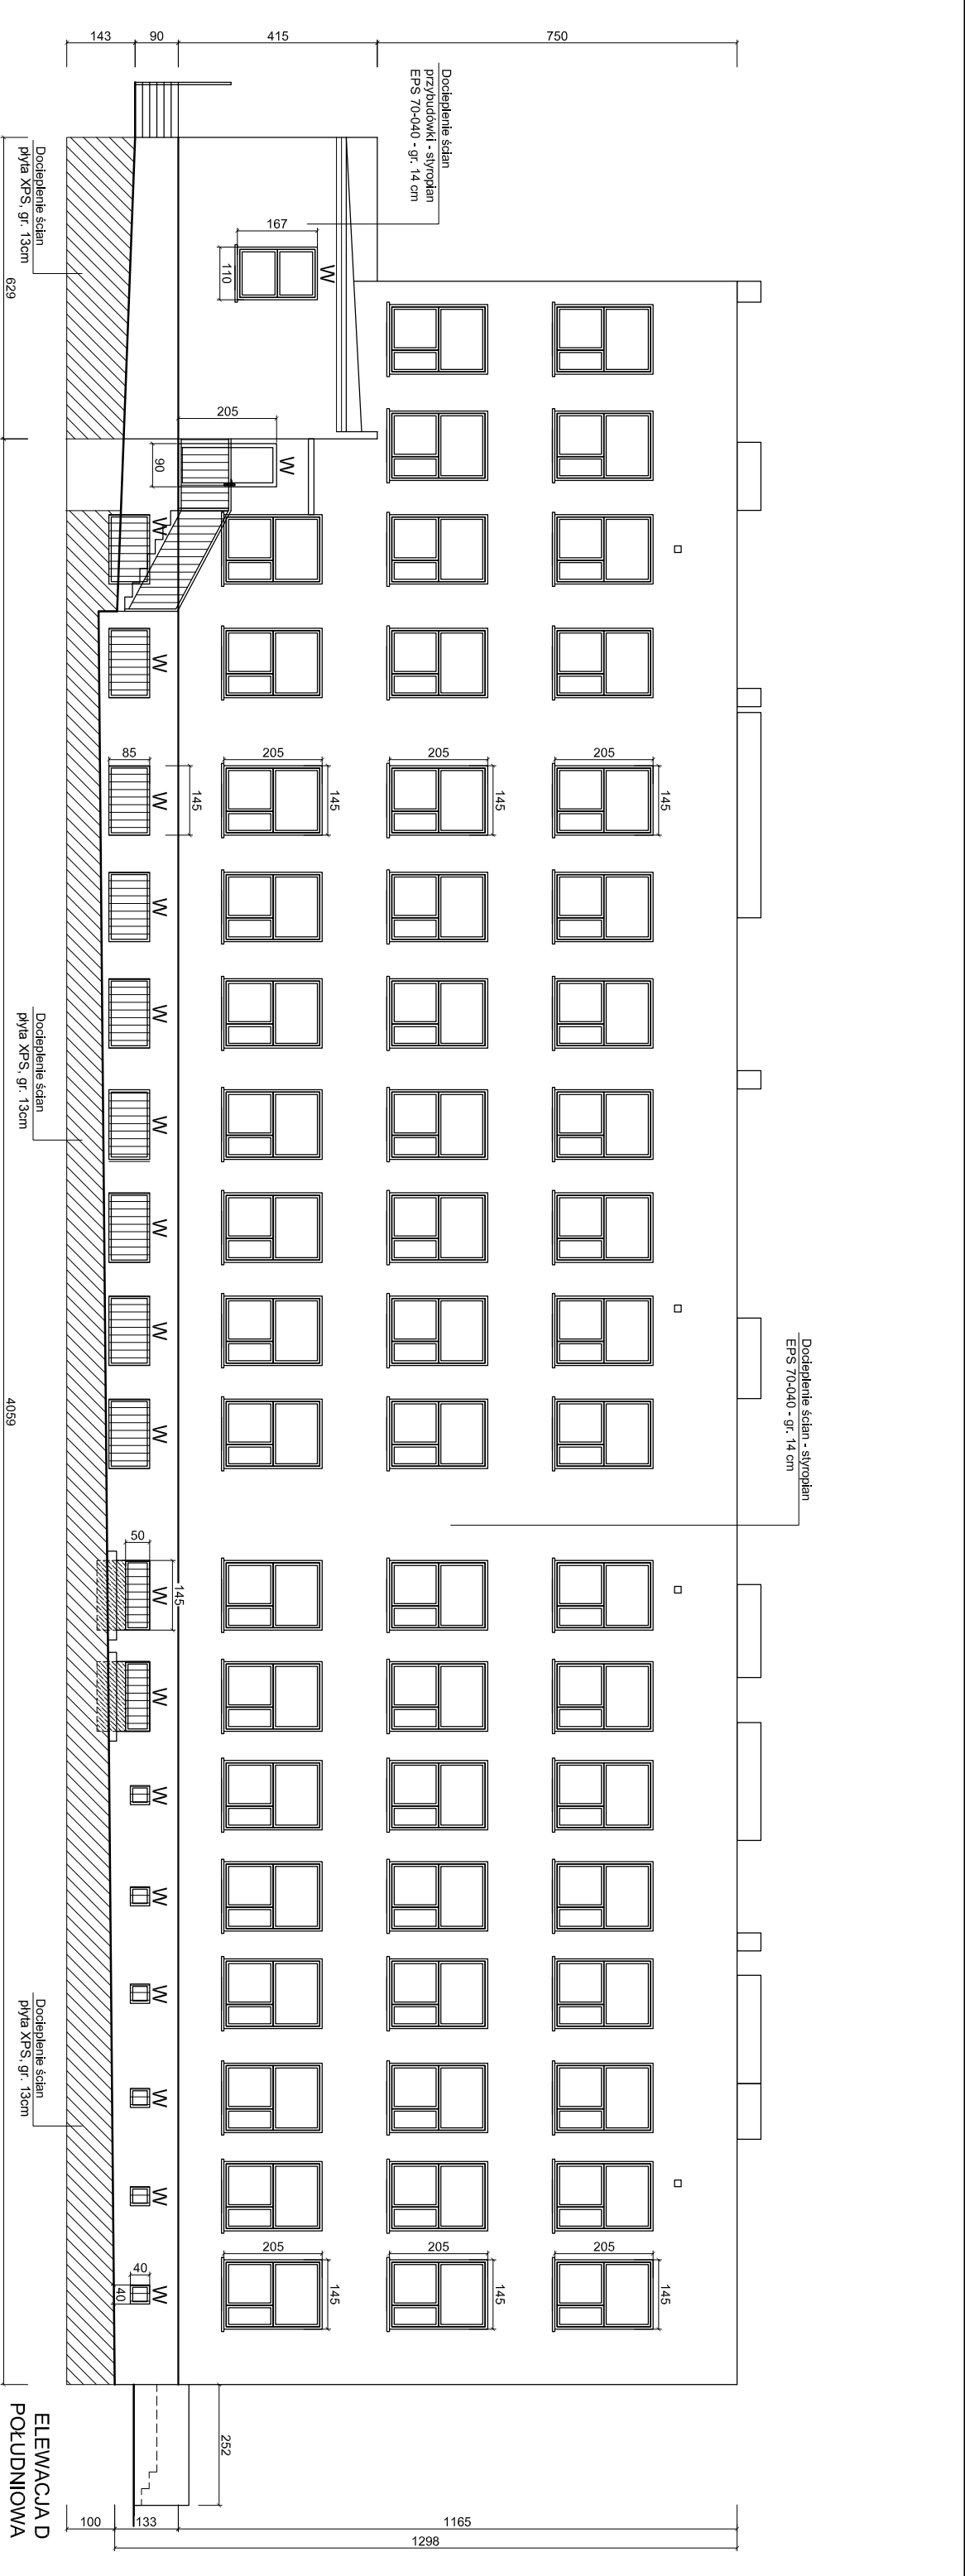 143
90
415
750
Docieplenie ścian
przybudówki - styropian
EPS 70-040 - gr. 14 cm
Docieplenie ścian
płyta XPS, gr. 13cm
629
167
110
W
205
90
W
W
W
85
W
145
205
145
205
145
205
145
W
W
W
W
W
W
Docieplenie ścian
płyta XPS, gr. 13cm
4059
Docieplenie ścian - styropian
EPS 70-040 - gr. 14 cm
50
W
145
W
W
W
W
W
W
40
40
W
205
145
205
145
205
145
Docieplenie ścian
płyta XPS, gr. 13cm
252
100
133
1165
1298
ELEWACJA D
POŁUDNIOWA